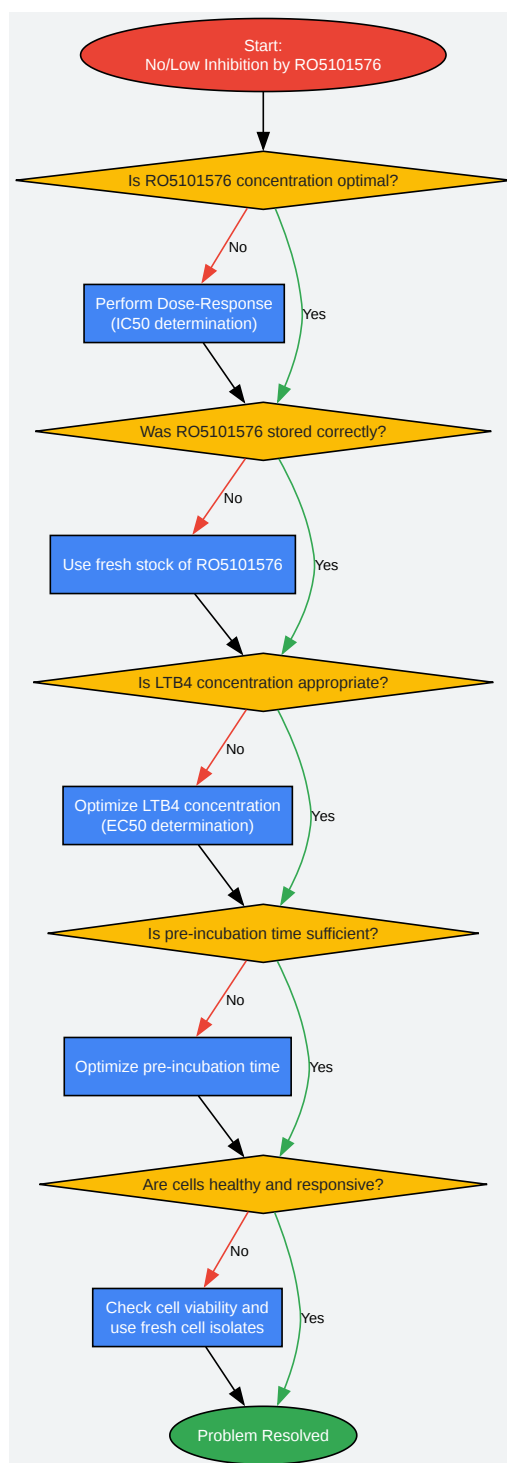 Start:
No/Low Inhibition by RO5101576
Is RO5101576 concentration optimal?
No
Perform Dose-Response
(IC50 determination)
Yes
Was RO5101576 stored correctly?
No
Use fresh stock of RO5101576
Yes
Is LTB4 concentration appropriate?
No
Optimize LTB4 concentration
(EC50 determination)
Yes
Is pre-incubation time sufficient?
No
Optimize pre-incubation time
Yes
Are cells healthy and responsive?
No
Check cell viability and
use fresh cell isolates
Yes
Problem Resolved